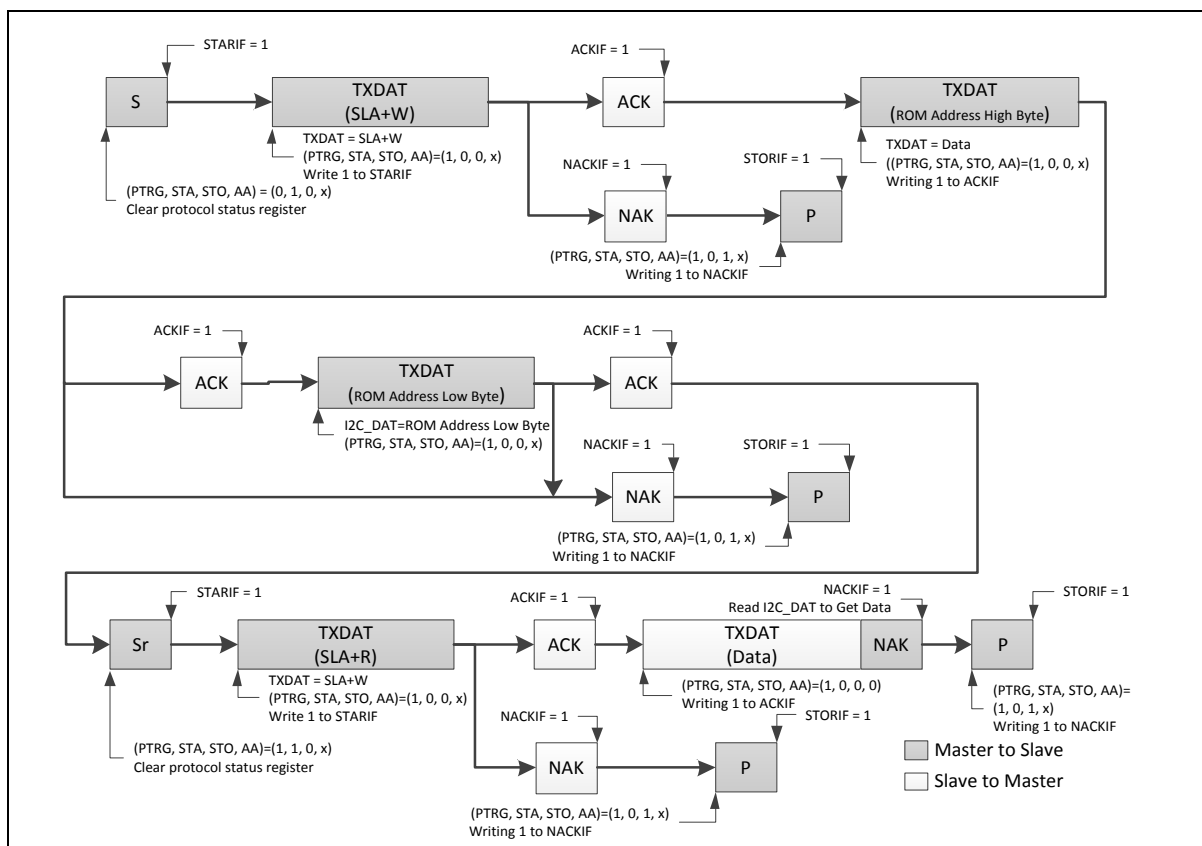 STARIF = 1
ACKIF = 1
S
TXDAT
(SLA+W)
ACK
TXDAT
(ROM Address High Byte)
TXDAT = SLA+W
(PTRG, STA, STO, AA)=(1, 0, 0, x)
Write 1 to STARIF
TXDAT = Data
((PTRG, STA, STO, AA)=(1, 0, 0, x)
Writing 1 to ACKIF
NACKIF = 1
STORIF = 1
(PTRG, STA, STO, AA) = (0, 1, 0, x)
Clear protocol status register
NAK
P
(PTRG, STA, STO, AA)=(1, 0, 1, x)
Writing 1 to NACKIF
ACKIF = 1
ACKIF = 1
ACK
TXDAT
(ROM Address Low Byte)
ACK
I2C_DAT=ROM Address Low Byte
(PTRG, STA, STO, AA)=(1, 0, 0, x)
NACKIF = 1
STORIF = 1
NAK
P
(PTRG, STA, STO, AA)=(1, 0, 1, x)
Writing 1 to NACKIF
STARIF = 1
ACKIF = 1
NACKIF = 1
Read I2C_DAT to Get Data
STORIF = 1
Sr
TXDAT
(SLA+R)
ACK
TXDAT
(Data)
NAK
P
TXDAT = SLA+W
(PTRG, STA, STO, AA)=(1, 0, 0, x)
Write 1 to STARIF
(PTRG, STA, STO, AA)=(1, 0, 0, 0)
Writing 1 to ACKIF
(PTRG, STA, STO, AA)=
(1, 0, 1, x)
Writing 1 to NACKIF
NACKIF = 1
STORIF = 1
(PTRG, STA, STO, AA)=(1, 1, 0, x)
Clear protocol status register
NAK
P
(PTRG, STA, STO, AA)=(1, 0, 1, x)
Writing 1 to NACKIF
Master to Slave
Slave to Master